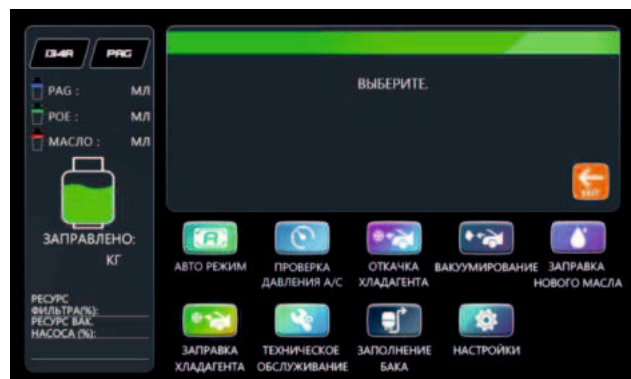 134A PAG
PAG : МЛ
POE : МЛ
МАСЛО : МЛ
ЗАПРАВЛЕНО:
КГ
РЕСУРС
ФИЛЬТРА(%):
РЕСУРС ВАК.
НАСОСА (%):
ВЫБЕРИТЕ.
EXIT
АВТО РЕЖИМ
ПРОВЕРКА
ДАВЛЕНИЯ A/C
ОТКАЧКА
ХЛАДАГЕНТА
ВАКУУМИРОВАНИЕ
ЗАПРАВКА
НОВОГО МАСЛА
ЗАПРАВКА
ХЛАДАГЕНТА
ТЕХНИЧЕСКОЕ
ОБСЛУЖИВАНИЕ
ЗАПОЛНЕНИЕ
БАКА
НАСТРОЙКИ